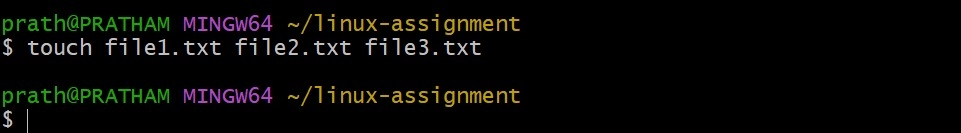 prath@PRATHAM MINGW64 ~/linux-assignment
$ touch file1.txt file2.txt file3.txt
prath@PRATHAM MINGW64 ~/linux-assignment
$